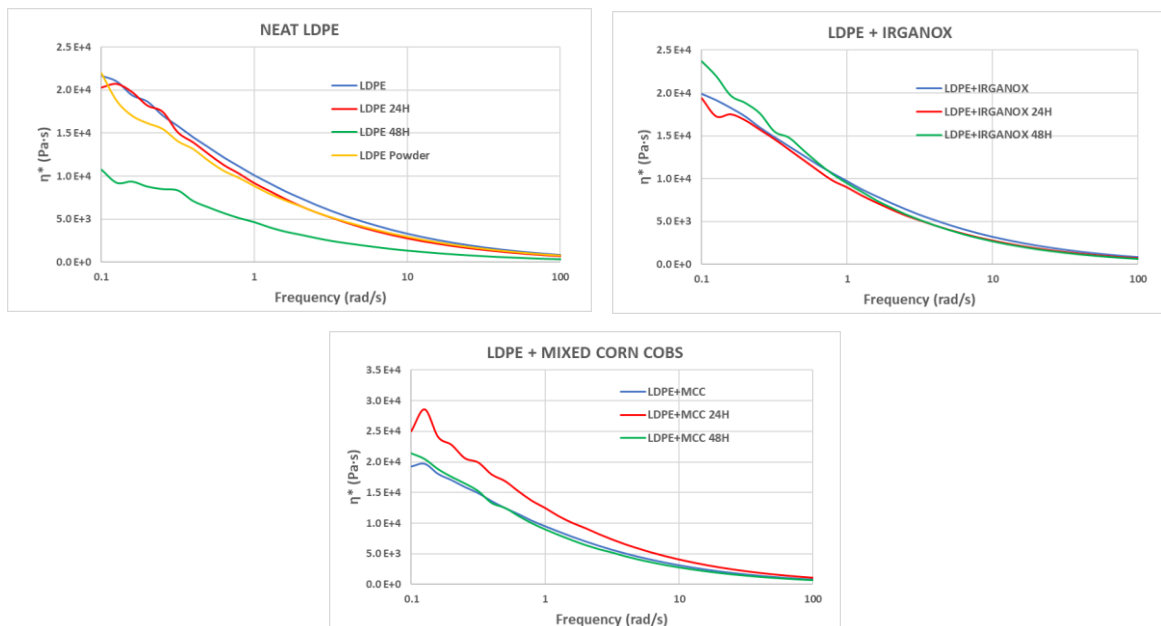 NEAT LDPE
2.5 E+4
2.0 E+4
1.5 E+4
1.0 E+4
5.0 E+3
0.0 E+0
η* (Pa·s)
LDPE
LDPE 24H
LDPE 48H
LDPE Powder
0.1
1
10
100
Frequency (rad/s)
LDPE + IRGANOX
2.5 E+4
2.0 E+4
1.5 E+4
1.0 E+4
5.0 E+3
0.0 E+0
η* (Pa·s)
LDPE+IRGANOX
LDPE+IRGANOX 24H
LDPE+IRGANOX 48H
0.1
1
10
100
Frequency (rad/s)
LDPE + MIXED CORN COBS
3.5 E+4
3.0 E+4
2.5 E+4
2.0 E+4
1.5 E+4
1.0 E+4
5.0 E+3
0.0 E+0
η* (Pa·s)
LDPE+MCC
LDPE+MCC 24H
LDPE+MCC 48H
0.1
1
10
100
Frequency (rad/s)